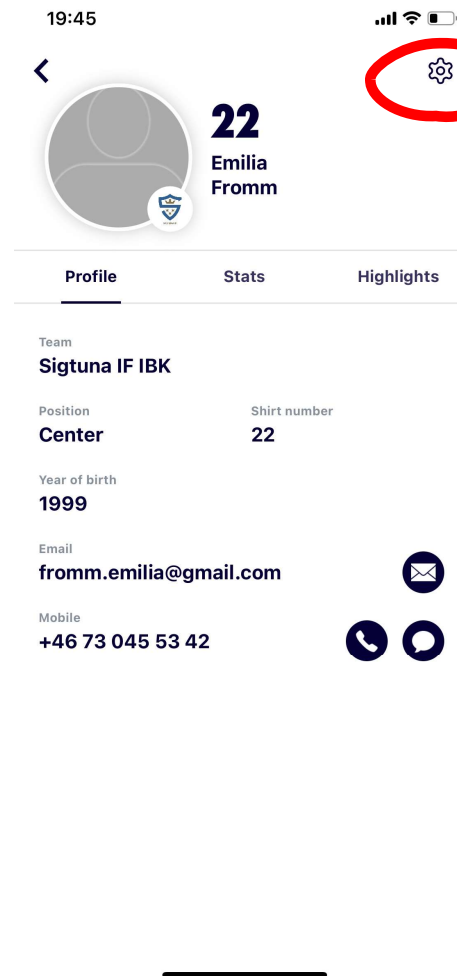 19:45
22
Emilia
Fromm
Profile Stats Highlights
Team
Sigtuna IF IBK
Position Shirt number
Center 22
Year of birth
1999
Email
fromm.emilia@gmail.com
Mobile
+46 73 045 53 42